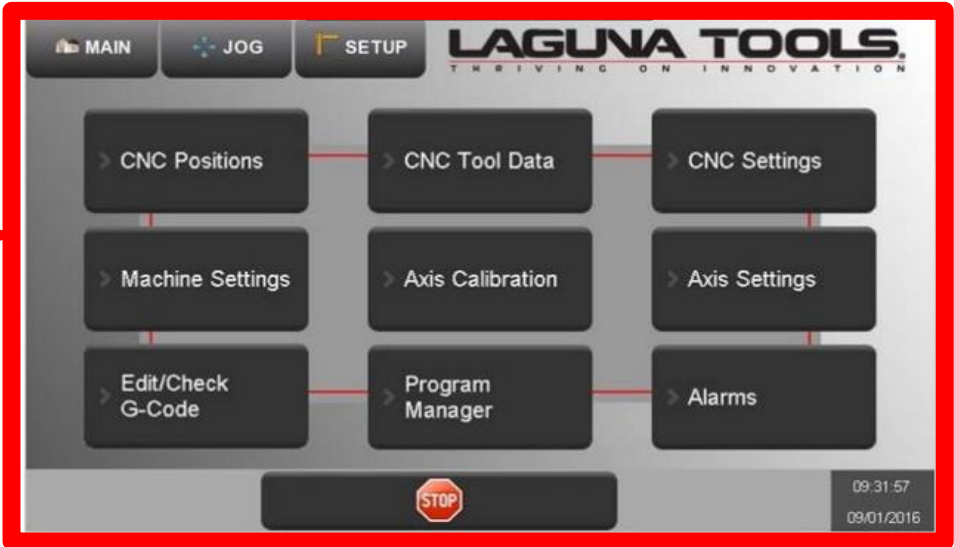 MAIN
JOG
SETUP
LAGUNA TOOLS.
THRIVING ON INNOVATION
CNC Positions
CNC Tool Data
CNC Settings
Machine Settings
Axis Calibration
Axis Settings
Edit/Check
G-Code
Program
Manager
Alarms
STOP
09:31:57
09/01/2016